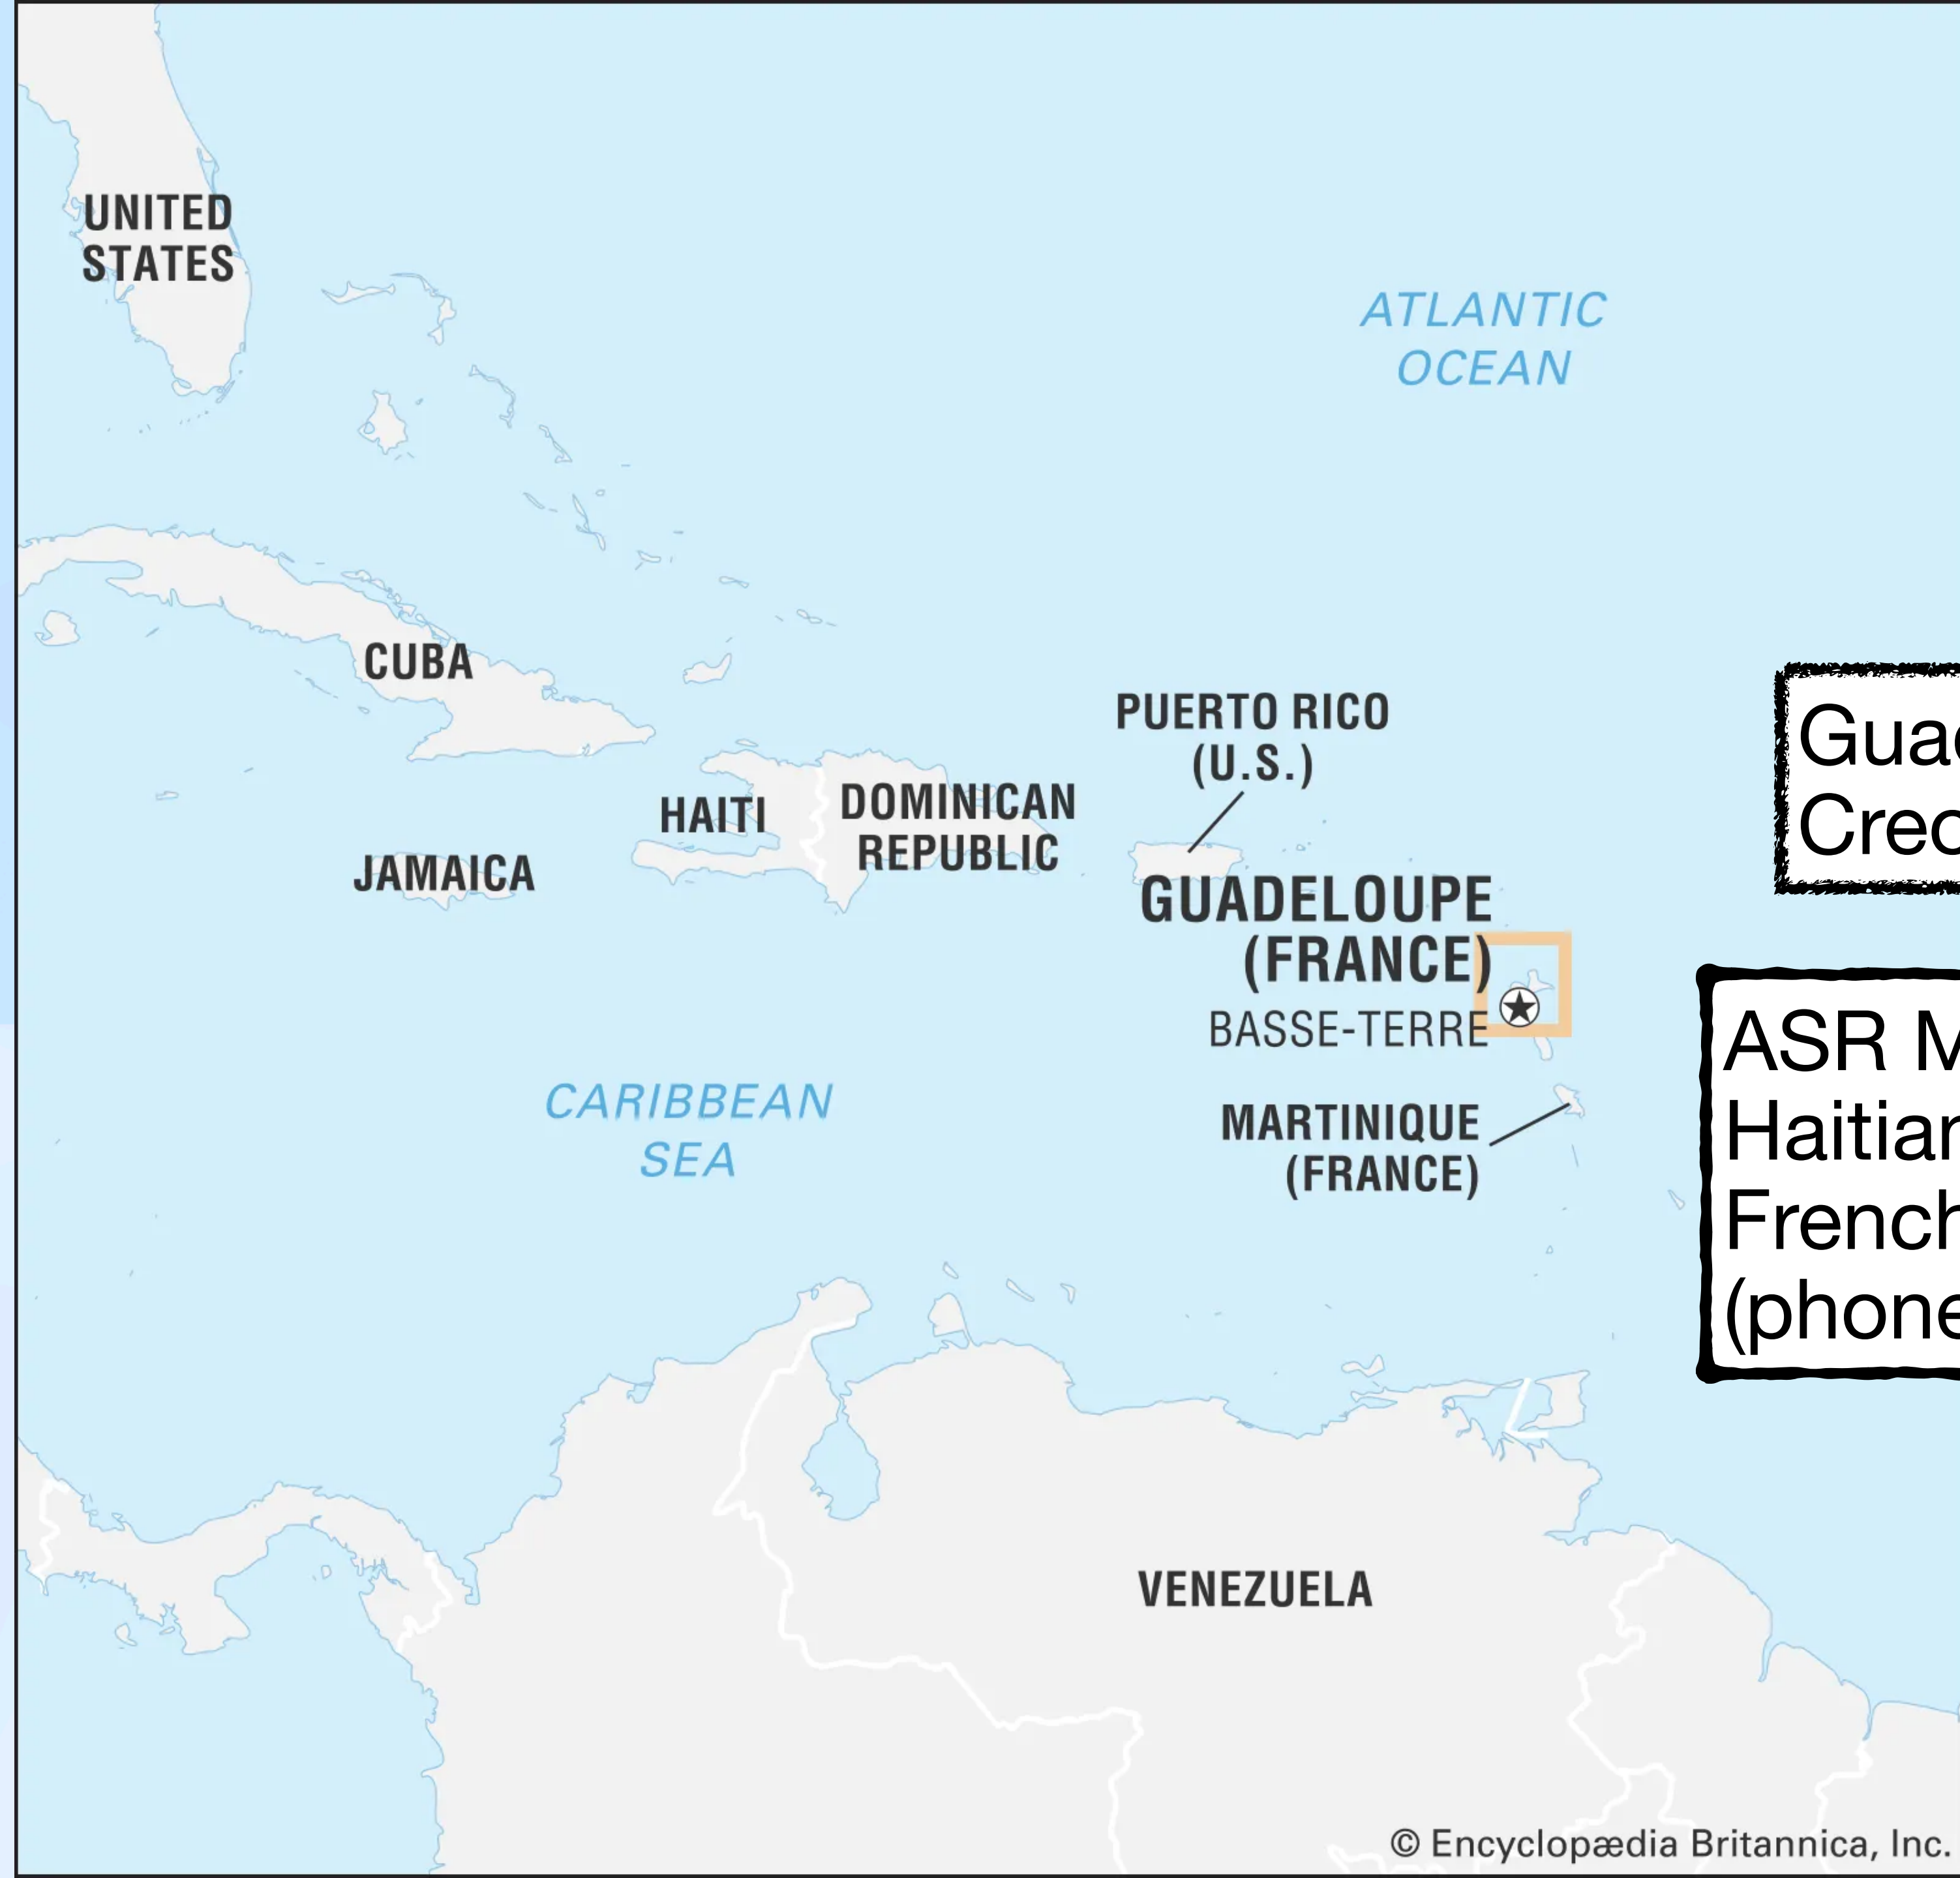 UNITED
STATES
ATLANTIC
OCEAN
CUBA
PUERTO RICO
(U.S.)
HAITI
DOMINICAN
REPUBLIC
JAMAICA
GUADELOUPE
(FRANCE)
BASSE-TERRE
CARIBBEAN
SEA
MARTINIQUE
(FRANCE)
VENEZUELA
© Encyclopædia Britannica, Inc.
ASR